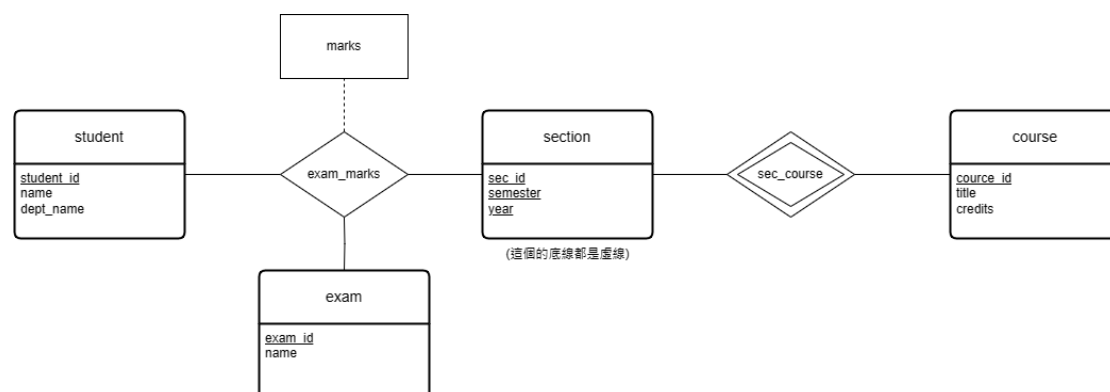 marks
student
student_id
name
dept_name
exam_marks
section
sec_id
semester
year
(這個的底線都是虛線)
sec_course
course
cource_id
title
credits
exam
exam_id
name